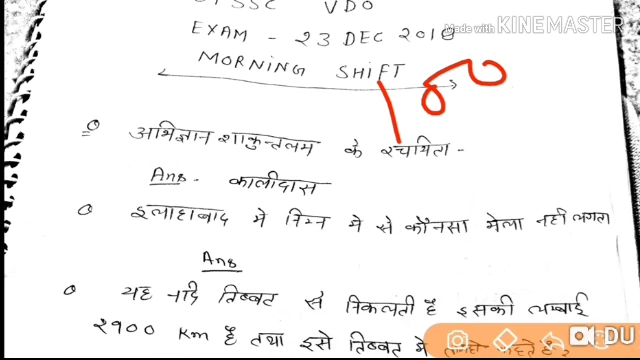 VDO
Made with KINEMASTER
EXAM - 23 DEC 2018
MORNING SHIFT
180
अभिज्ञान शाकुन्तलम के रचयिता -
Ans - कालीदास
इलाहाबाद मे निम्न मे से कौनसा मेला नही लगता
Ans
यह नदि तिब्बत से निकलती है इसकी लम्बाई
2900 Km है तथा इसे तिब्बत मे
DU